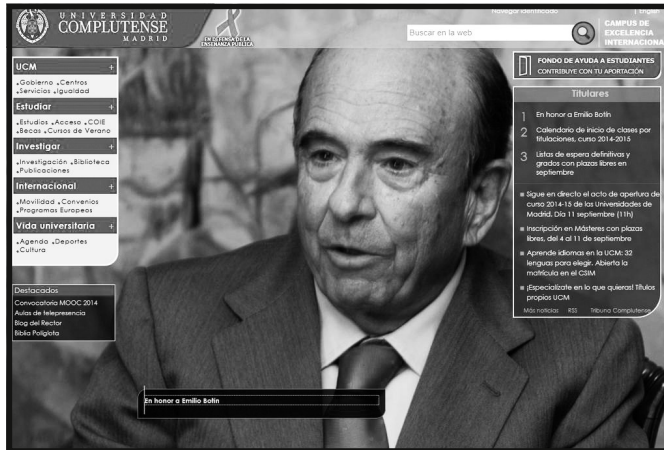 UNIVERSIDAD
COMPLUTENSE
MADRID
EN DEFENSA DE LA
ENSEÑANZA PÚBLICA
Navegar identificado | English
Buscar en la web
CAMPUS DE
EXCELENCIA
INTERNACIONA
UCM +
Gobierno Centros
Servicios Igualdad
Estudiar +
Estudios Acceso COIE
Becas Cursos de Verano
Investigar +
Investigación Biblioteca
Publicaciones
Internacional +
Movilidad Convenios
Programas Europeos
Vida universitaria +
Agenda Deportes
Cultura
Destacados
Convocatoria MOOC 2014
Aulas de telepresencia
Blog del Rector
Biblia Políglota
En honor a Emilio Botín
FONDO DE AYUDA A ESTUDIANTES
CONTRIBUYE CON TU APORTACIÓN
Titulares
1 En honor a Emilio Botín
2 Calendario de inicio de clases por
titulaciones, curso 2014-2015
3 Listas de espera definitivas y
grados con plazas libres en
septiembre
Sigue en directo el acto de apertura de
curso 2014-15 de las Universidades de
Madrid. Día 11 septiembre (11h)
Inscripción en Másteres con plazas
libres, del 4 al 11 de septiembre
Aprende idiomas en la UCM: 32
lenguas para elegir. Abierta la
matrícula en el CSIM
¡Especialízate en lo que quieras! Títulos
propios UCM
Más noticias RSS Tribuna Complutense